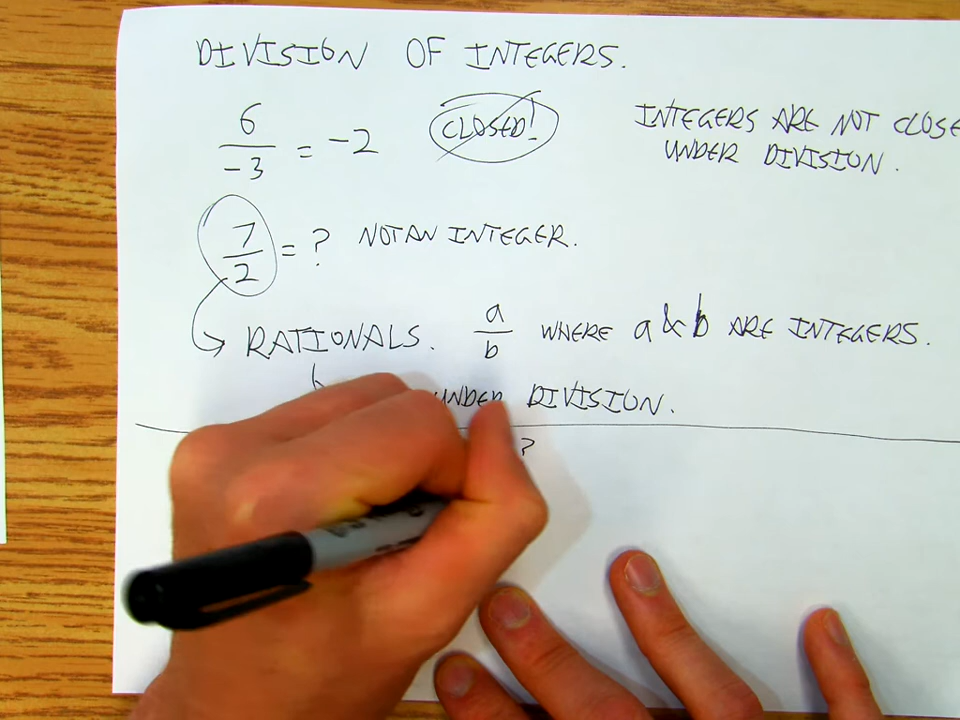 DIVISION OF INTEGERS.
6/-3 = -2 CLOSED!
INTEGERS ARE NOT CLOSE
UNDER DIVISION.
7/2 = ? NOT AN INTEGER.
RATIONALS. a/b WHERE a & b ARE INTEGERS.
UNDER DIVISION.
?